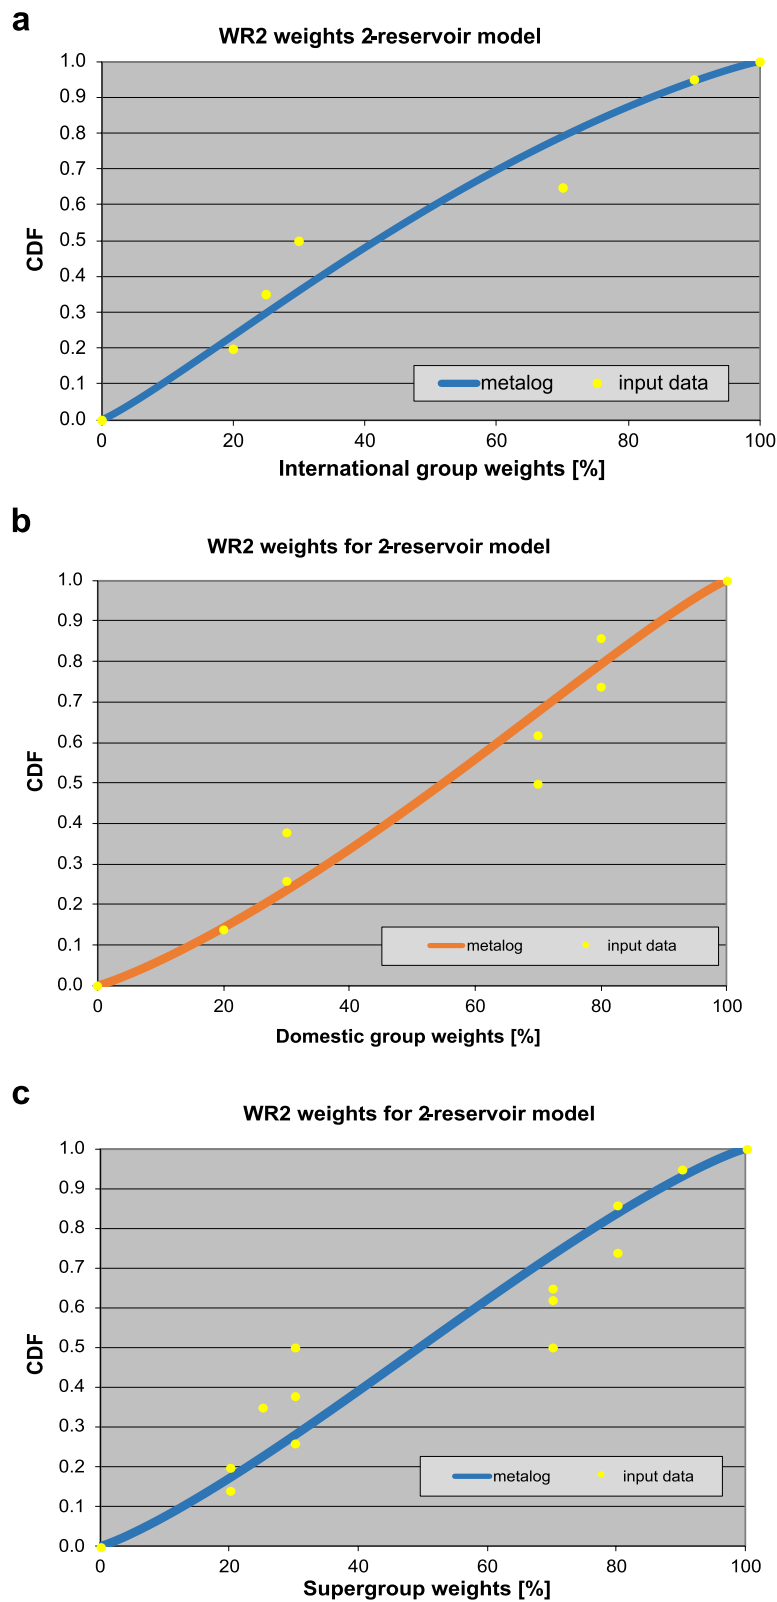 a
WR2 weights 2-reservoir model
1.0
0.9
0.8
0.7
0.6
0.5
0.4
0.3
0.2
0.1
0.0
CDF
metalog
input data
0
20
40
60
80
100
International group weights [%]
b
WR2 weights for 2-reservoir model
1.0
0.9
0.8
0.7
0.6
0.5
0.4
0.3
0.2
0.1
0.0
CDF
metalog
input data
0
20
40
60
80
100
Domestic group weights [%]
c
WR2 weights for 2-reservoir model
1.0
0.9
0.8
0.7
0.6
0.5
0.4
0.3
0.2
0.1
0.0
CDF
metalog
input data
0
20
40
60
80
100
Supergroup weights [%]